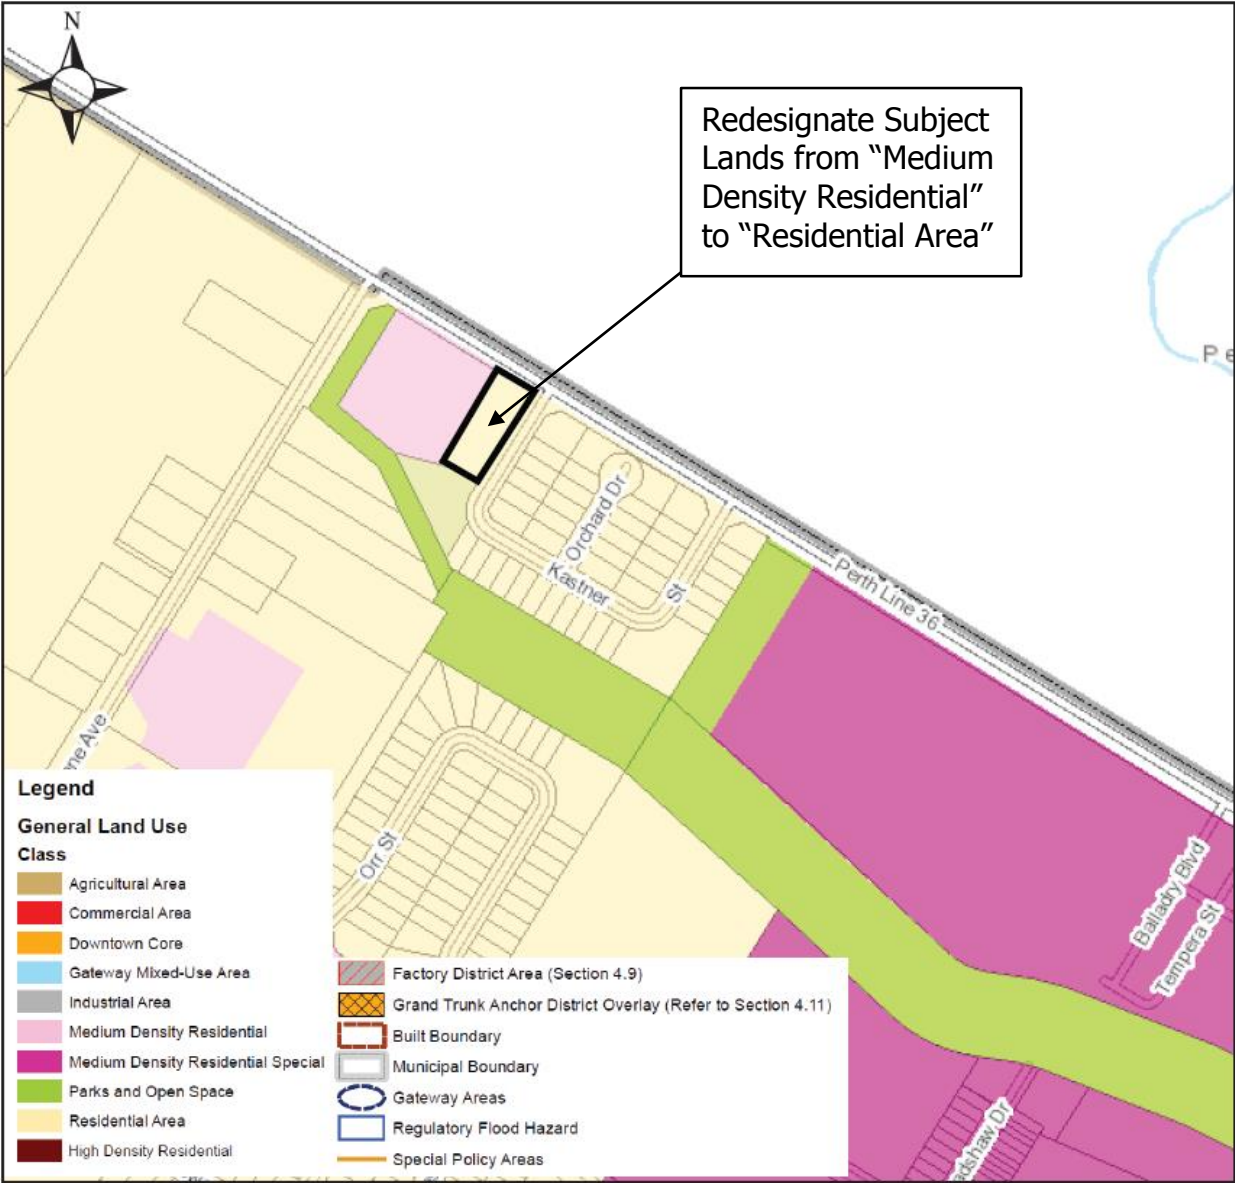 N
Redesignate Subject
Lands from “Medium
Density Residential”
to “Residential Area”
Orchard Dr
Kastner
St
Perth Line 36
Orr St
Balladry Blvd
Tempera St
Legend
General Land Use
Class
Agricultural Area
Commercial Area
Downtown Core
Gateway Mixed-Use Area
Industrial Area
Medium Density Residential
Medium Density Residential Special
Parks and Open Space
Residential Area
High Density Residential
Factory District Area (Section 4.9)
Grand Trunk Anchor District Overlay (Refer to Section 4.11)
Built Boundary
Municipal Boundary
Gateway Areas
Regulatory Flood Hazard
Special Policy Areas